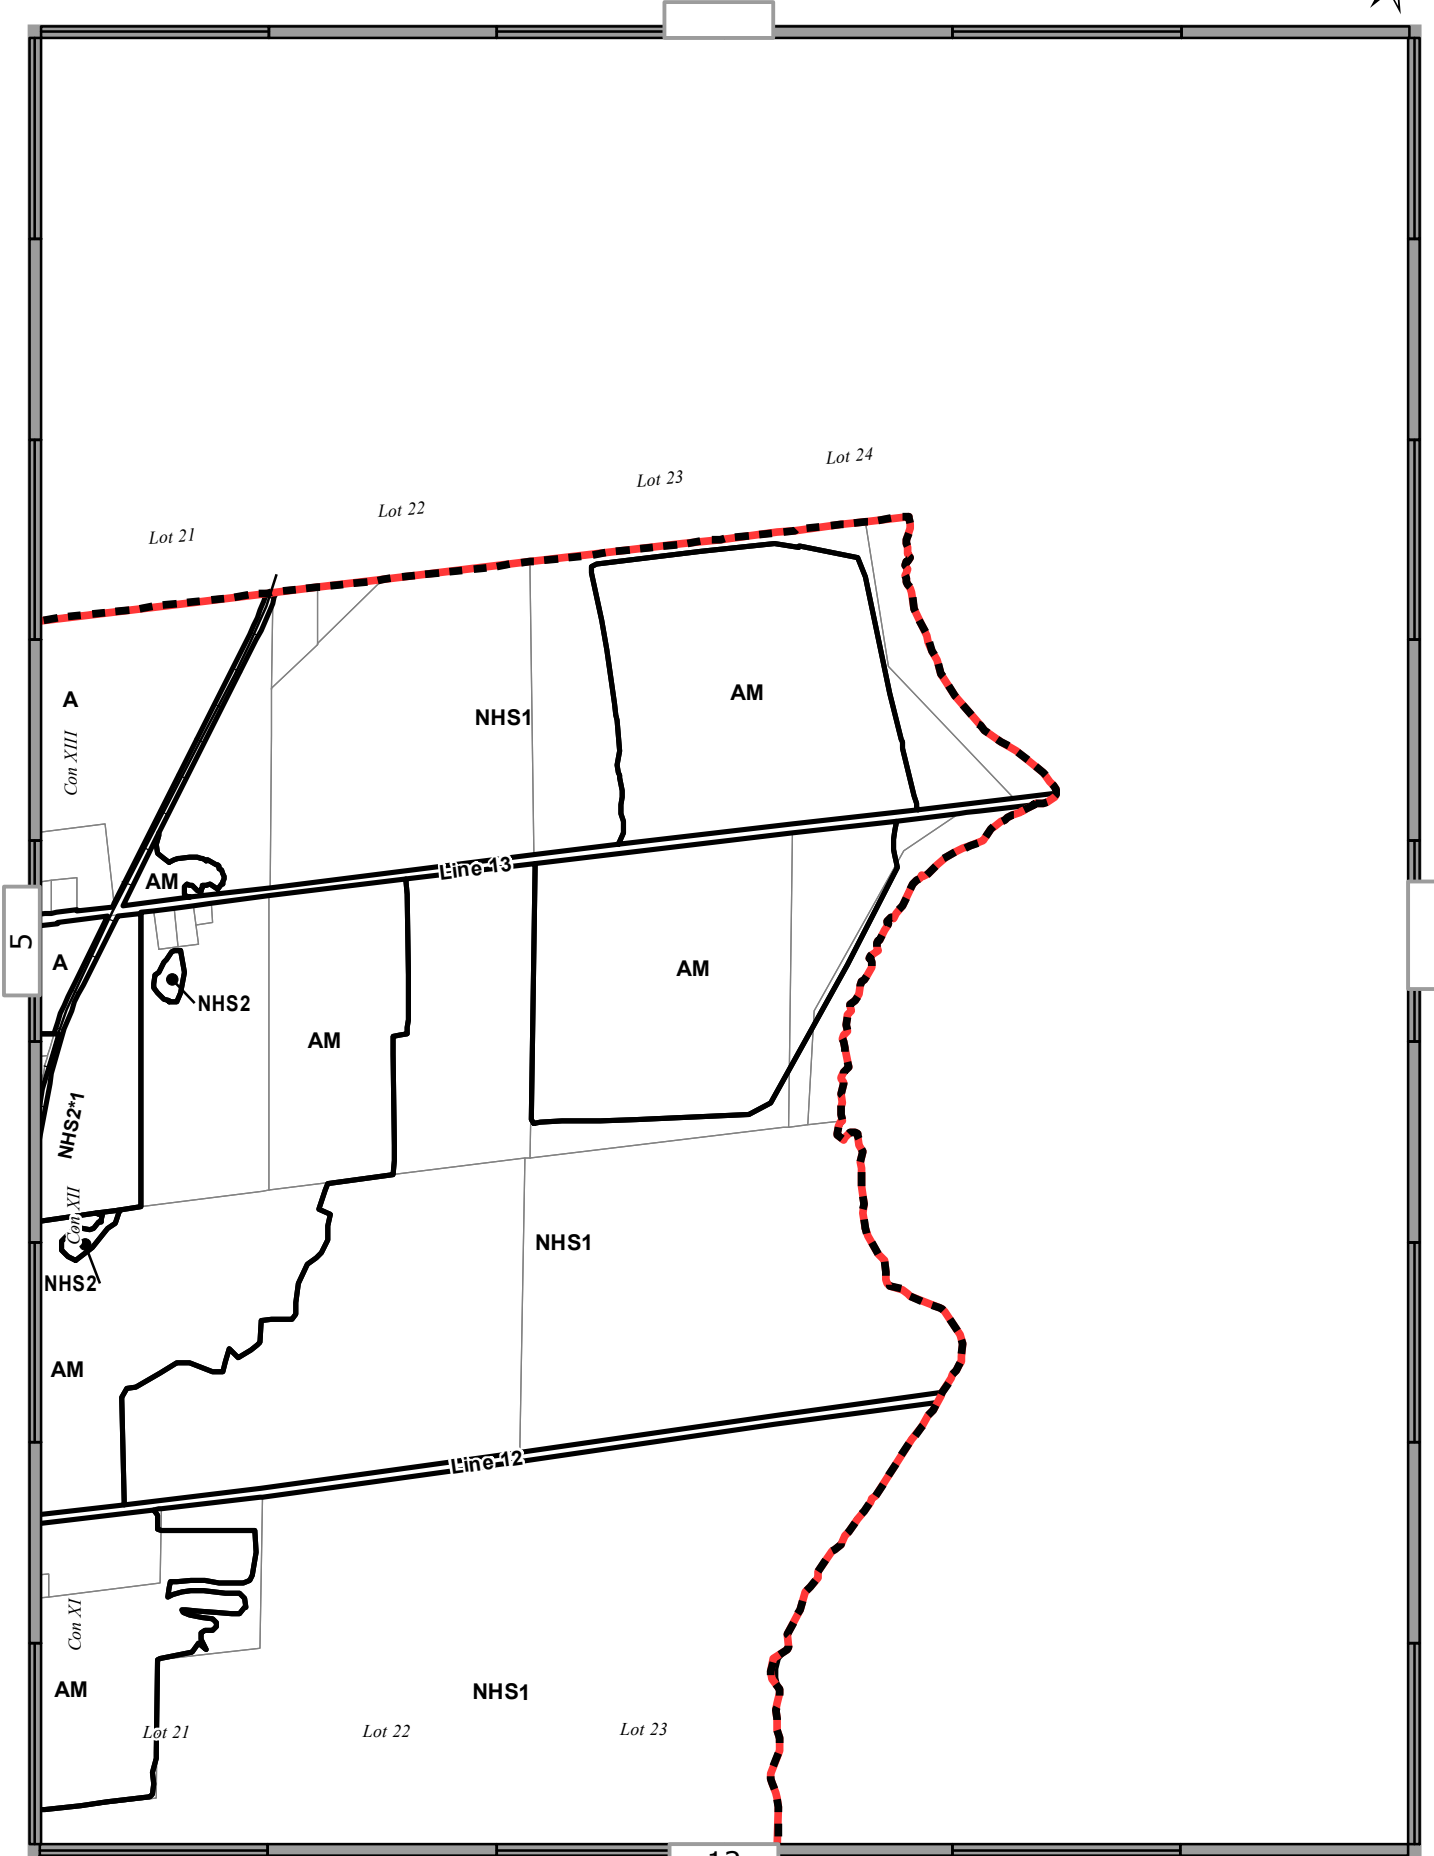 Lot 24
Lot 23
Lot 22
Lot 21
A
AM
NHS1
Con XIII
Line 13
AM
5
A
AM
NHS2
AM
NHS2*1
Con XII
NHS1
NHS2
AM
Line 12
Con XI
AM
NHS1
Lot 21
Lot 22
Lot 23